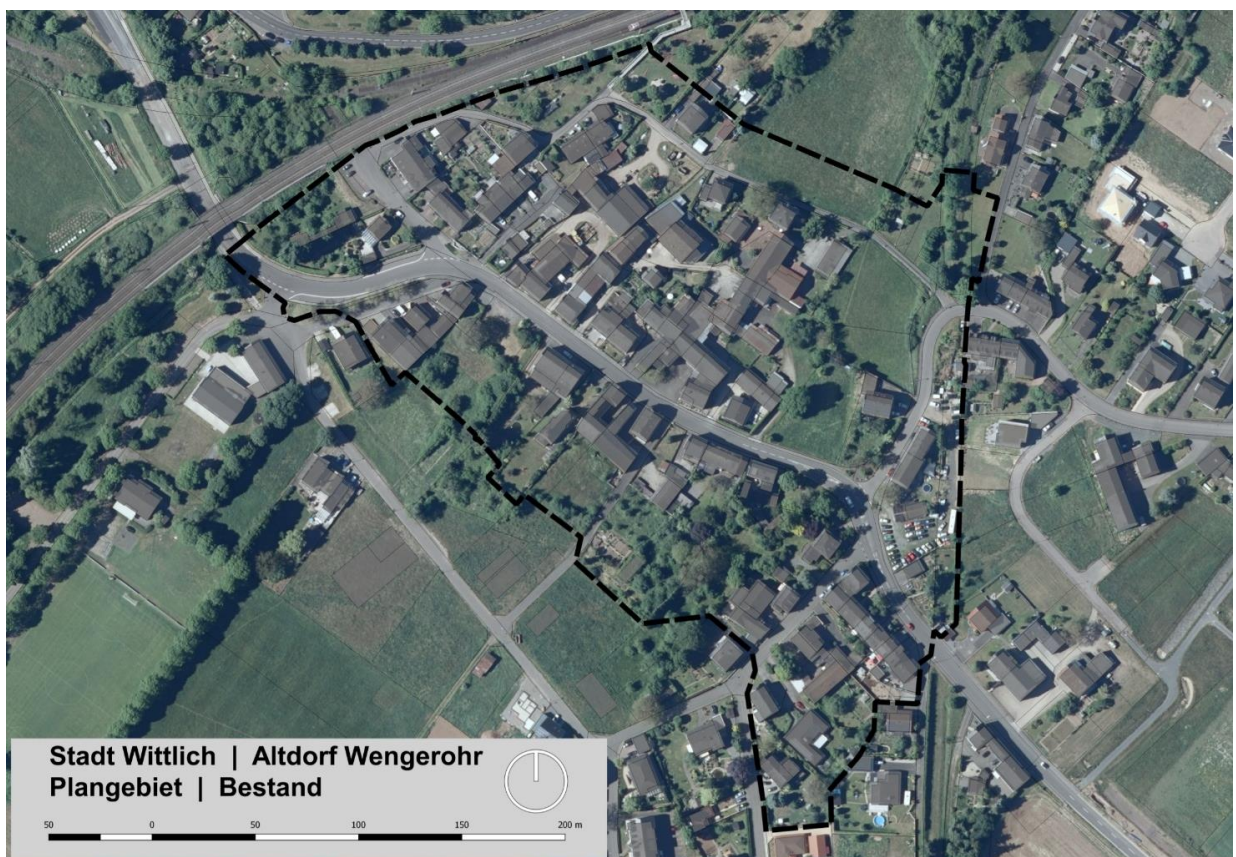 Stadt Wittlich | Altdorf Wengerohr
Plangebiet | Bestand
50 0 50 100 150 200 m